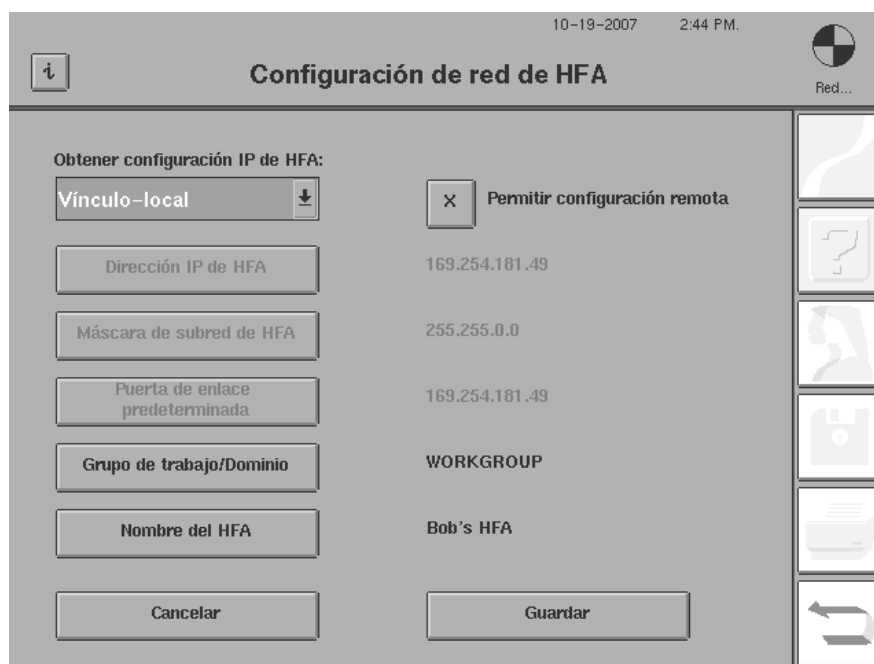 10-19-2007 2:44 PM.
i
Configuración de red de HFA
Red...
Obtener configuración IP de HFA:
Vínculo-local
X Permitir configuración remota
Dirección IP de HFA 169.254.181.49
Máscara de subred de HFA 255.255.0.0
Puerta de enlace
predeterminada 169.254.181.49
Grupo de trabajo/Dominio WORKGROUP
Nombre del HFA Bob's HFA
Cancelar Guardar
?